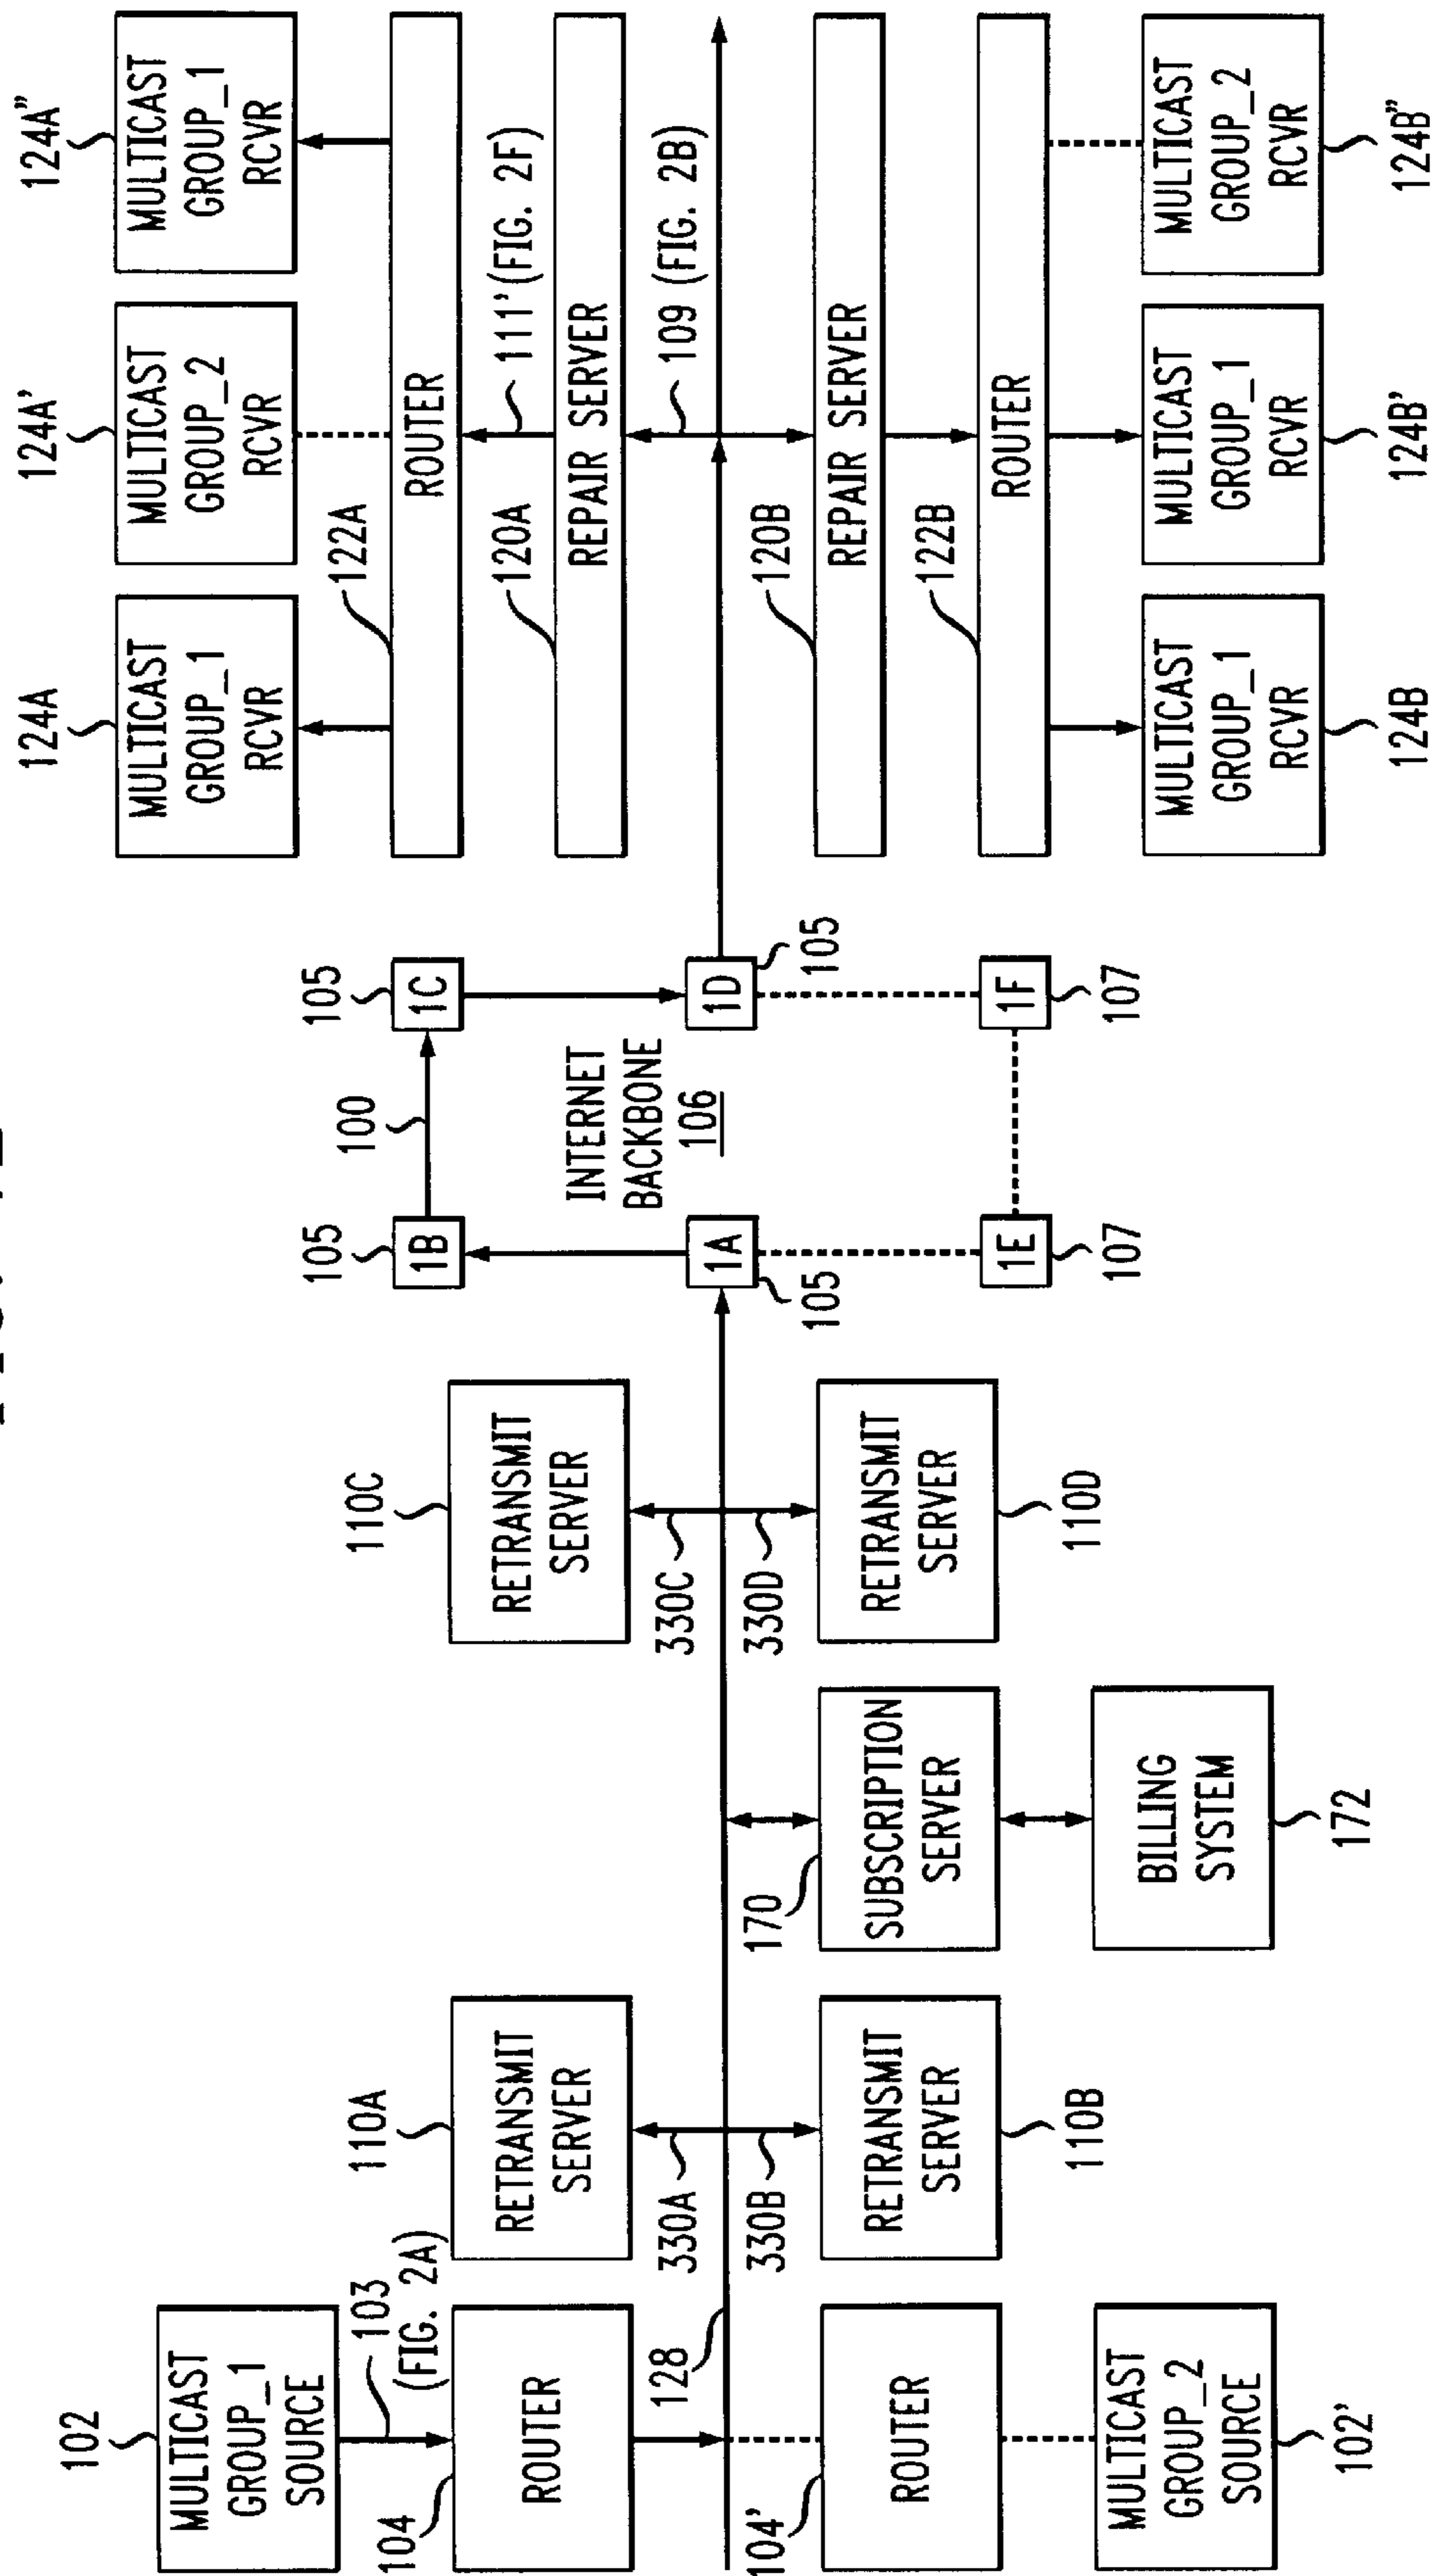 102
MULTICAST
GROUP_1
SOURCE
103
(FIG. 2A)
104
ROUTER
128
104'
ROUTER
MULTICAST
GROUP_2
SOURCE
102'
110A
RETRANSMIT
SERVER
330A
330B
RETRANSMIT
SERVER
110B
170
SUBSCRIPTION
SERVER
BILLING
SYSTEM
172
110C
RETRANSMIT
SERVER
330C
330D
RETRANSMIT
SERVER
110D
105
1B
100
105
1C
INTERNET
BACKBONE
106
1A
105
1D
105
1E
107
1F
107
124A
MULTICAST
GROUP_1
RCVR
124A'
MULTICAST
GROUP_2
RCVR
124A"
MULTICAST
GROUP_1
RCVR
122A
ROUTER
111' (FIG. 2F)
120A
REPAIR SERVER
109 (FIG. 2B)
120B
REPAIR SERVER
122B
ROUTER
MULTICAST
GROUP_1
RCVR
124B
MULTICAST
GROUP_1
RCVR
124B'
MULTICAST
GROUP_2
RCVR
124B"